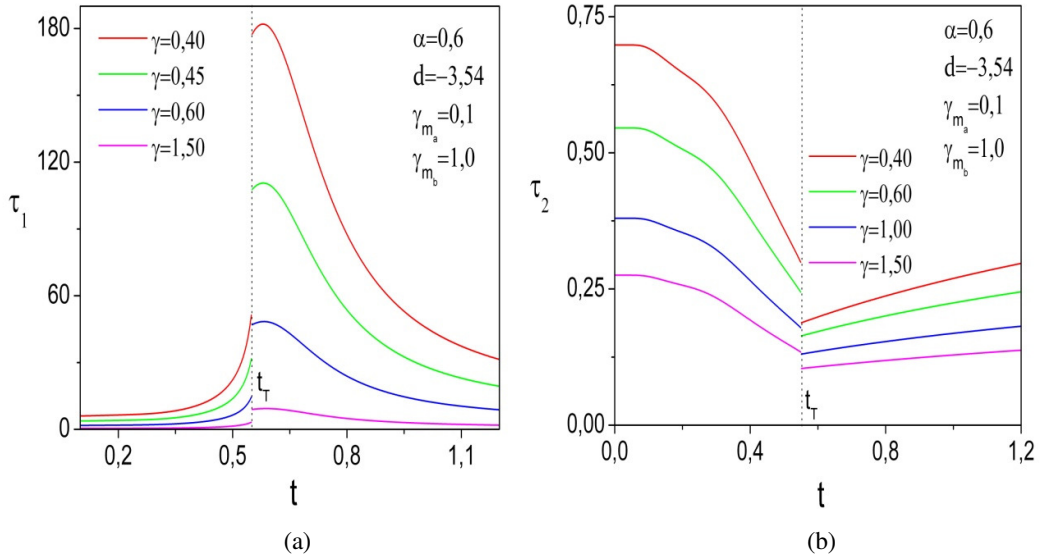 180
120
60
0
τ1
γ=0,40
γ=0,45
γ=0,60
γ=1,50
α=0,6
d=−3,54
γma=0,1
γmb=1,0
tT
0,2
0,5
0,8
1,1
t
(a)
0,75
0,50
0,25
0,00
τ2
α=0,6
d=−3,54
γma=0,1
γmb=1,0
γ=0,40
γ=0,60
γ=1,00
γ=1,50
tT
0,0
0,4
0,8
1,2
t
(b)